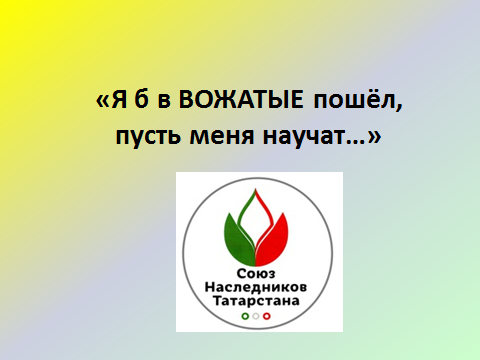 «Я б в ВОЖАТЫЕ пошёл,
пусть меня научат...»
Союз
Наследников
Татарстана